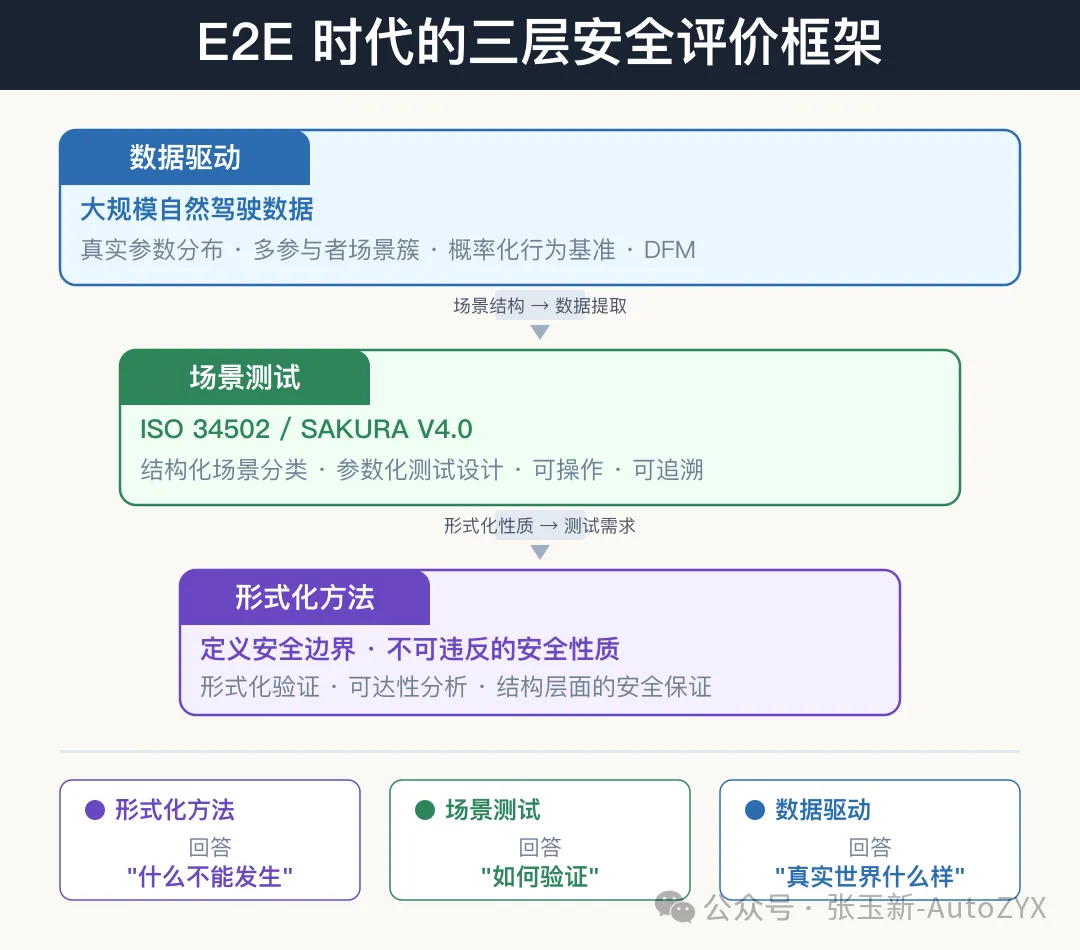 E2E 时代的三层安全评价框架
数据驱动
大规模自然驾驶数据
真实参数分布 · 多参与者场景簇 · 概率化行为基准 · DFM
场景结构 → 数据提取
场景测试
ISO 34502 / SAKURA V4.0
结构化场景分类 · 参数化测试设计 · 可操作 · 可追溯
形式化性质 → 测试需求
形式化方法
定义安全边界 · 不可违反的安全性质
形式化验证 · 可达性分析 · 结构层面的安全保证
形式化方法
回答
"什么不能发生"
场景测试
回答
"如何验证"
数据驱动
回答
"真实世界什么样"
公众号 · 张玉新-AutoZYX